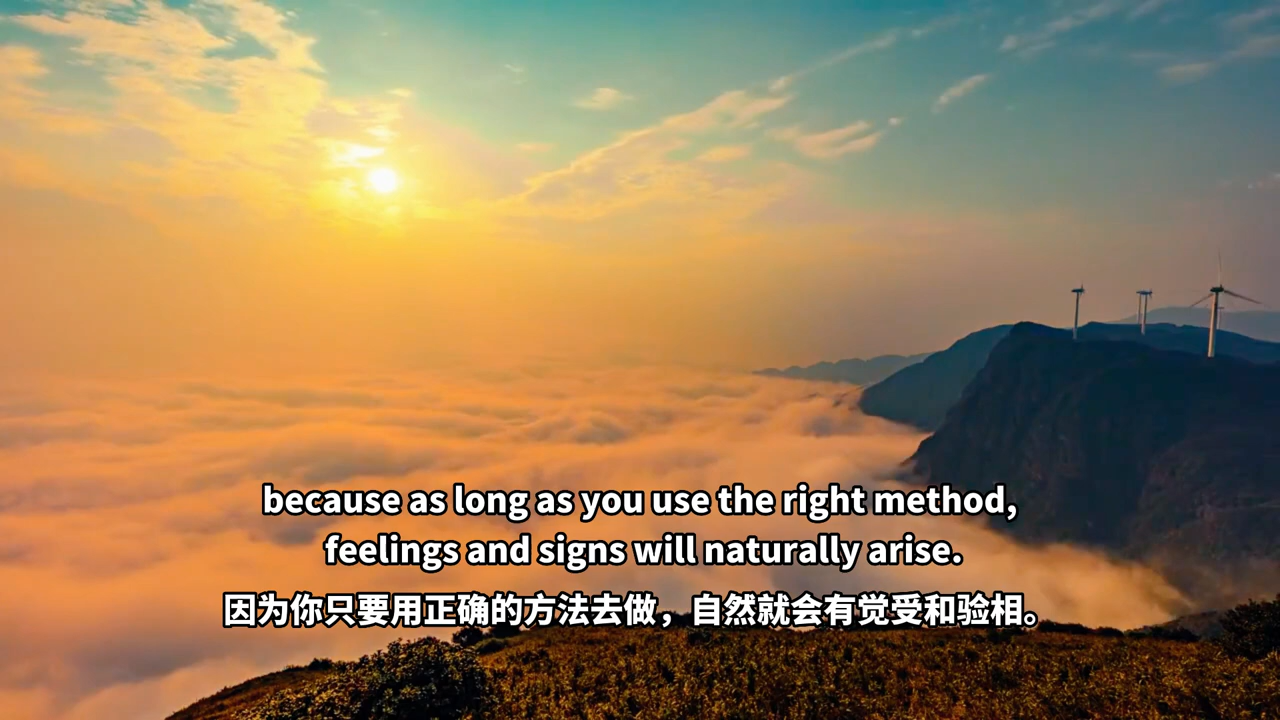 because as long as you use the right method,
feelings and signs will naturally arise.
因为你只要用正确的方法去做，自然就会有觉受和验相。